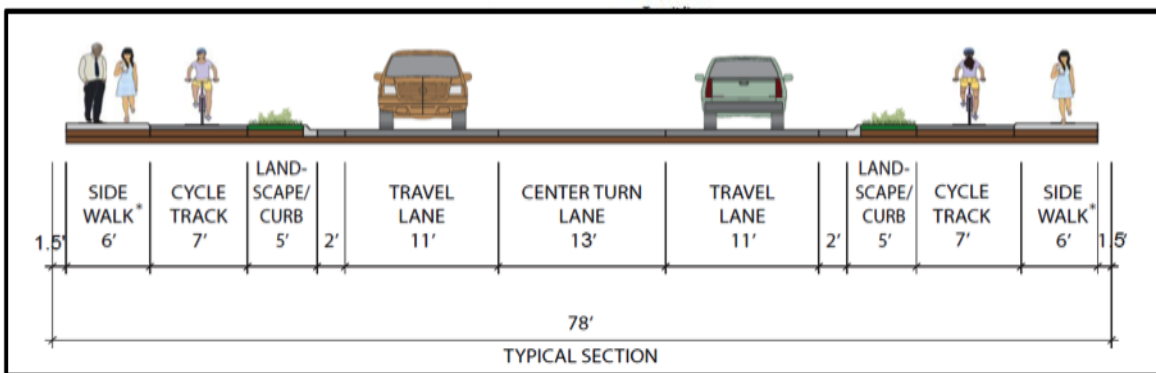 SIDE
WALK*
6'
CYCLE
TRACK
7'
LAND-
SCAPE/
CURB
5'
TRAVEL
LANE
11'
CENTER TURN
LANE
13'
TRAVEL
LANE
11'
LAND-
SCAPE/
CURB
5'
CYCLE
TRACK
7'
SIDE
WALK*
6'
1.5'
2'
2'
1.5'
78'
TYPICAL SECTION